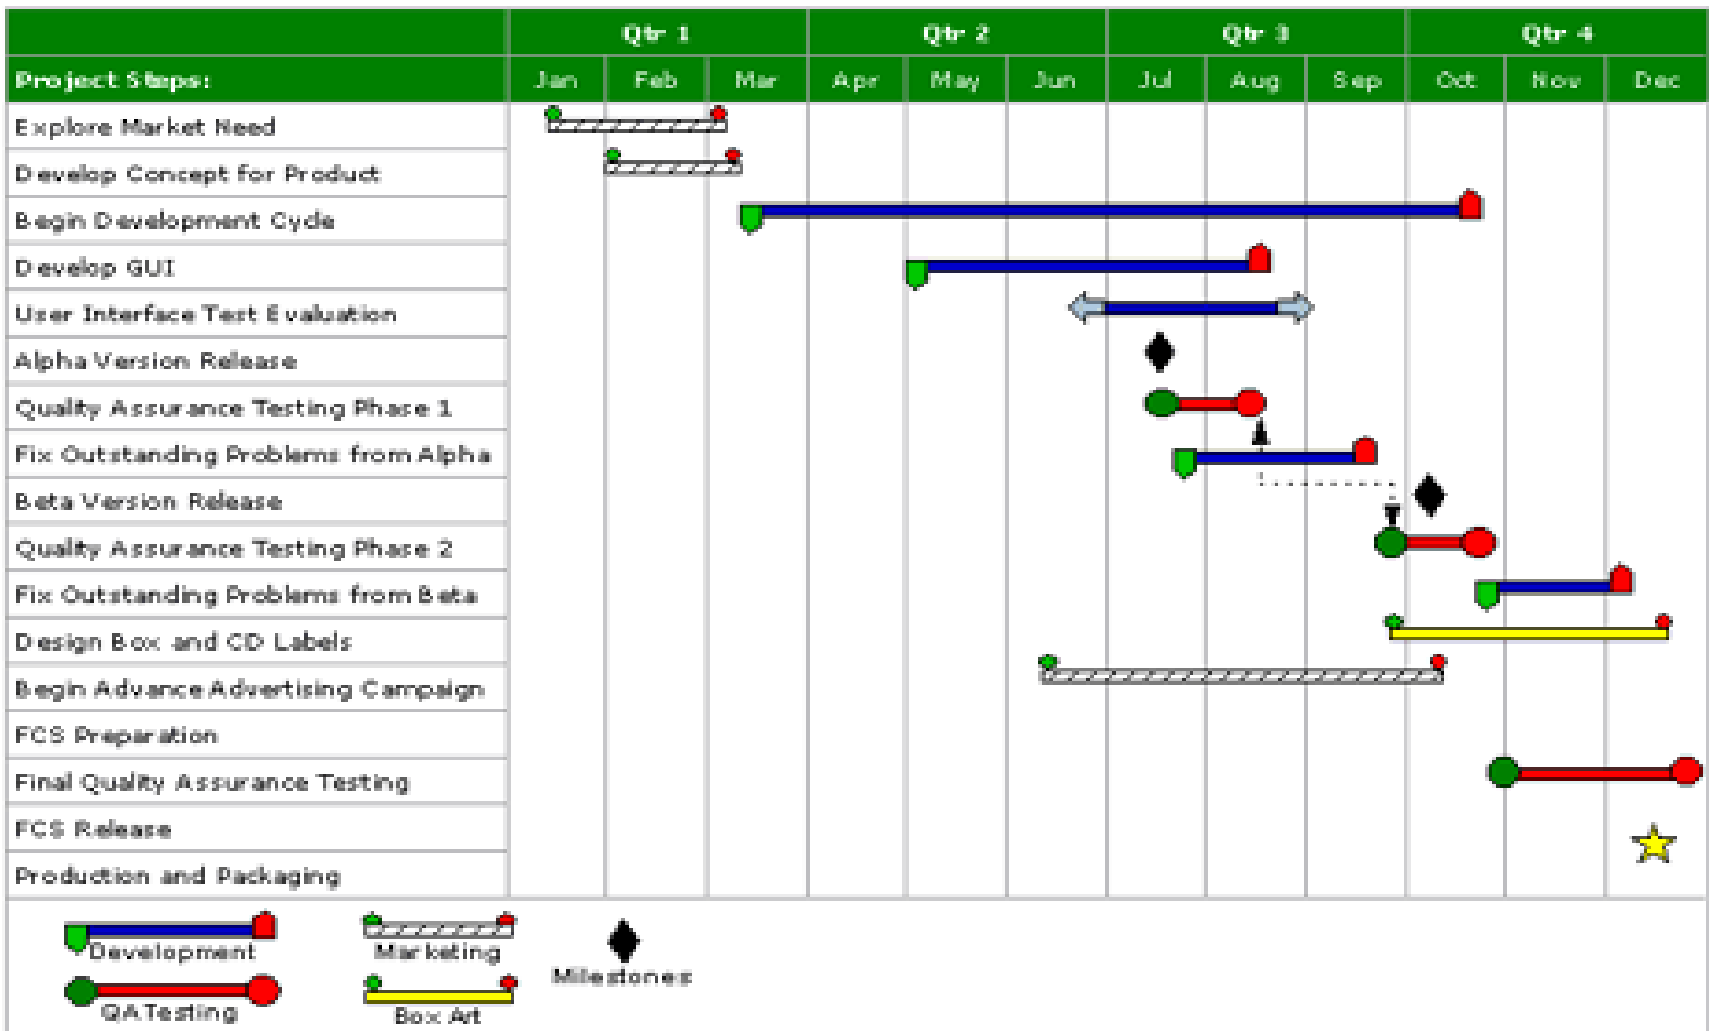 Qtr 1 Qtr 2 Qtr 3 Qtr 4
Project Steps: Jan Feb Mar Apr May Jun Jul Aug Sep Oct Nov Dec
Explore Market Need
Develop Concept for Product
Begin Development Cycle
Develop GUI
User Interface Test Evaluation
Alpha Version Release
Quality Assurance Testing Phase 1
Fix Outstanding Problems from Alpha
Beta Version Release
Quality Assurance Testing Phase 2
Fix Outstanding Problems from Beta
Design Box and CD Labels
Begin Advance Advertising Campaign
FCS Preparation
Final Quality Assurance Testing
FCS Release
Production and Packaging
Development Marketing Milestones
QA Testing Box Art